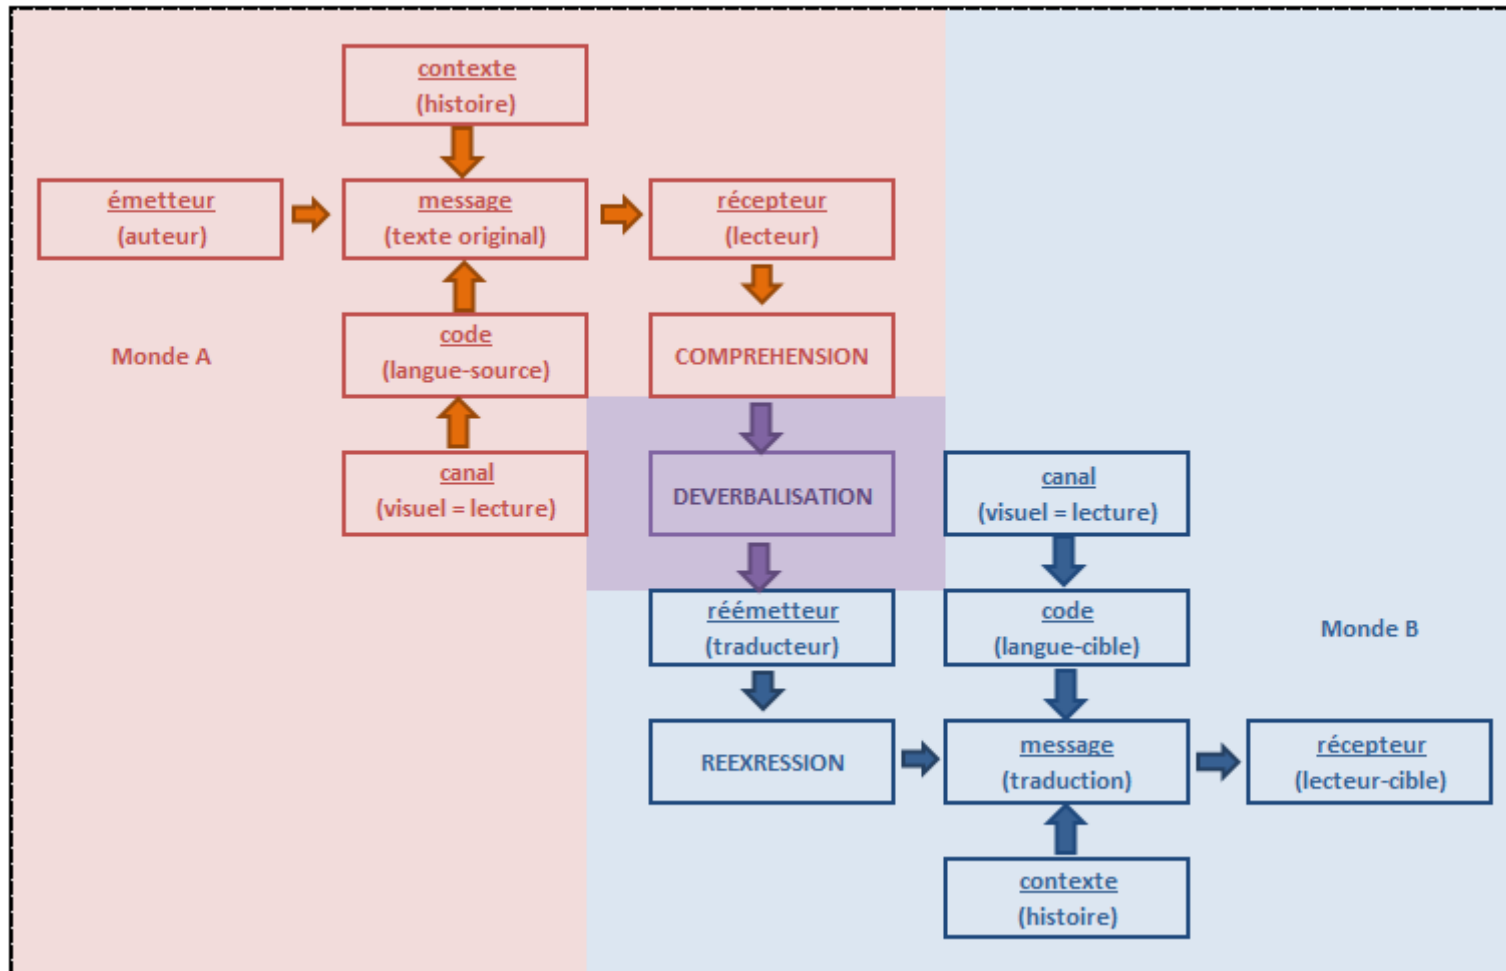 contexte
(histoire)
émetteur
(auteur)
message
(texte original)
récepteur
(lecteur)
Monde A
code
(langue-source)
COMPREHENSION
canal
(visuel = lecture)
DEVERBALISATION
canal
(visuel = lecture)
réémetteur
(traducteur)
code
(langue-cible)
Monde B
REEXRESSION
message
(traduction)
récepteur
(lecteur-cible)
contexte
(histoire)